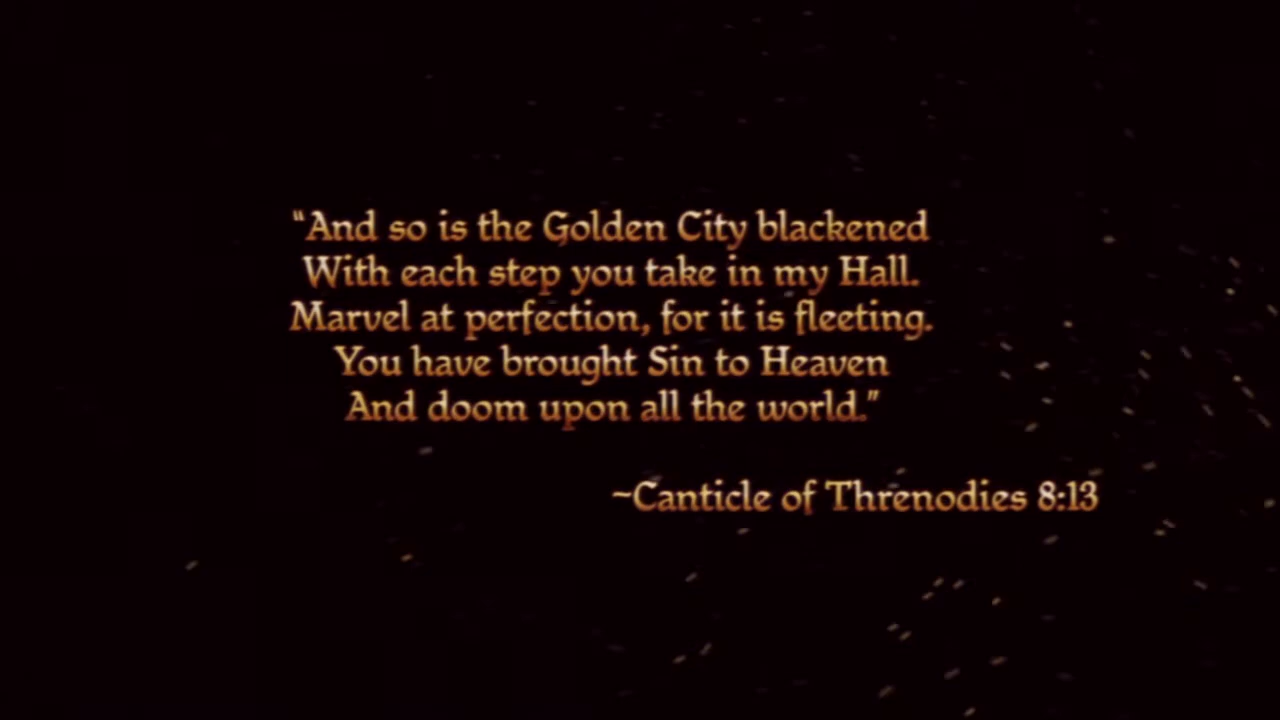 “And so is the Golden City blackened
With each step you take in my Hall.
Marvel at perfection, for it is fleeting.
You have brought Sin to Heaven
And doom upon all the world.”
~Canticle of Threnodies 8:13